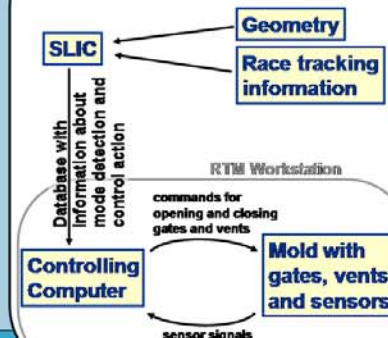 Geometry
SLIC
Race tracking
information
Database with
information about
mode detection and
control action
RTM Workstation
commands for
opening and closing
gates and vents
Controlling
Computer
Mold with
gates, vents
and sensors
sensor signals